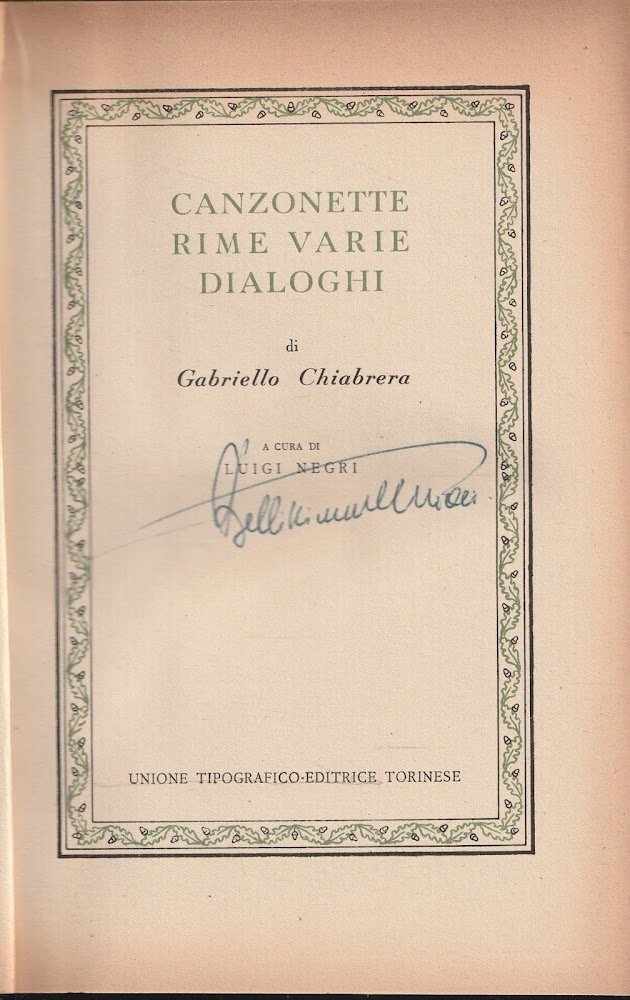 CANZONETTE
RIME VARIE
DIALOGHI
di
Gabriello Chiabrera
A CURA DI
LUIGI NEGRI
UNIONE TIPOGRAFICO-EDITRICE TORINESE